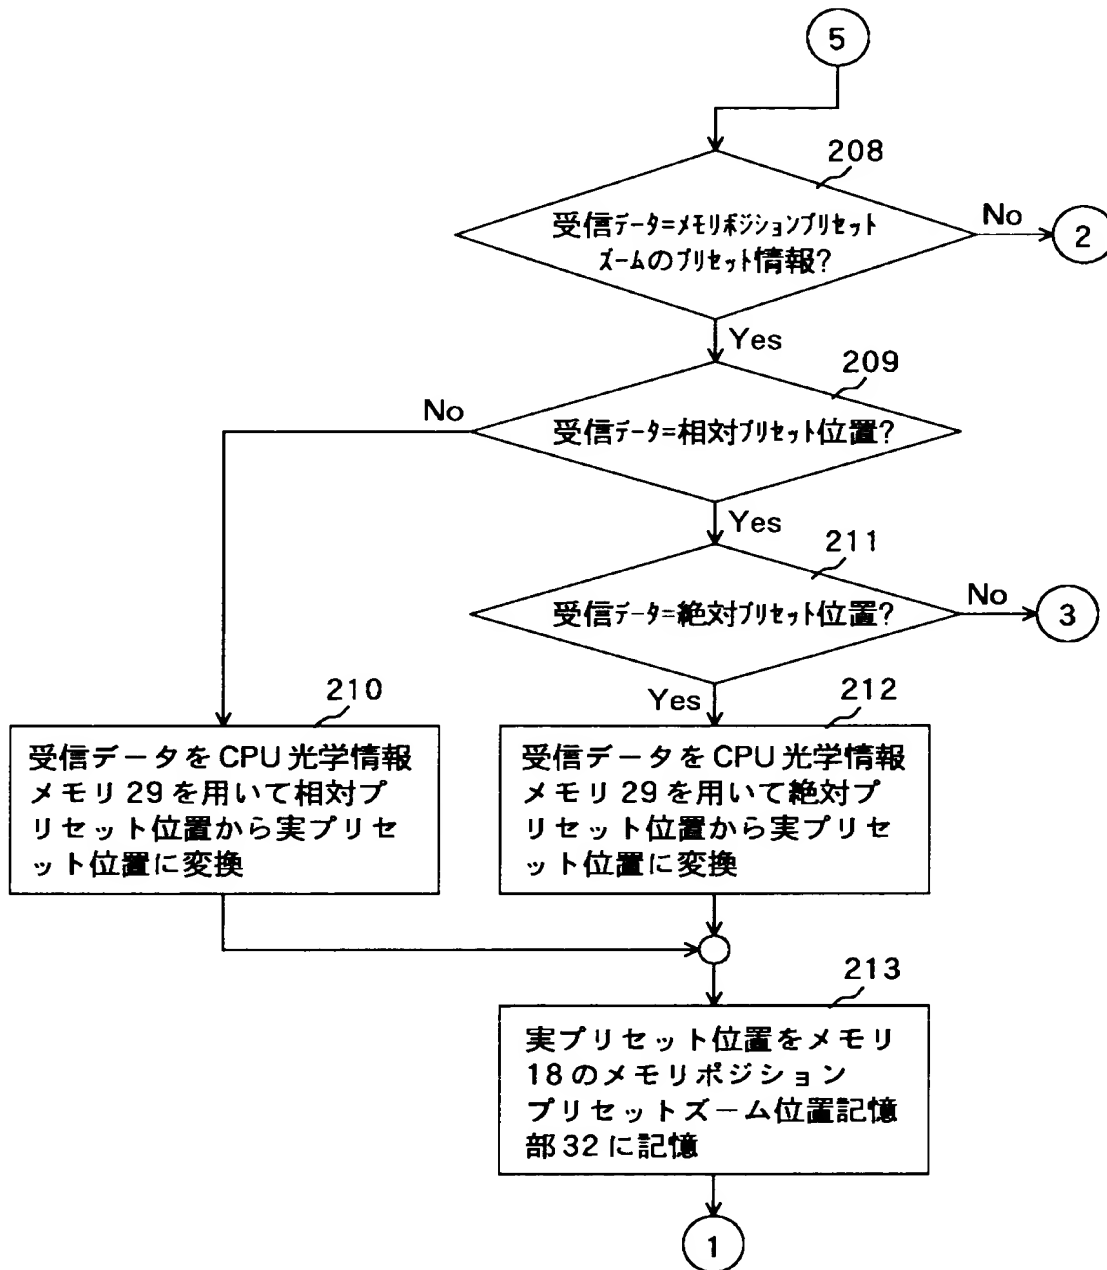 5
208
受信データ=メモリポジションプリセット
ズームのプリセット情報?
No
2
Yes
209
No
受信データ=相対プリセット位置?
Yes
211
受信データ=絶対プリセット位置?
No
3
Yes
210
受信データをCPU光学情報
メモリ29を用いて相対プ
リセット位置から実プリセ
ット位置に変換
212
受信データをCPU光学情報
メモリ29を用いて絶対プ
リセット位置から実プリセ
ット位置に変換
213
実プリセット位置をメモリ
18のメモリポジション
プリセットズーム位置記憶
部32に記憶
1